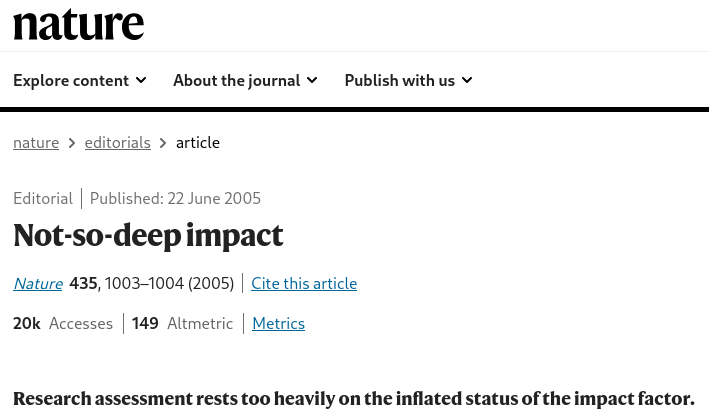 nature
Explore content About the journal Publish with us
nature > editorials > article
Editorial | Published: 22 June 2005
Not-so-deep impact
Nature 435, 1003–1004 (2005) | Cite this article
20k Accesses | 149 Altmetric | Metrics
Research assessment rests too heavily on the inflated status of the impact factor.